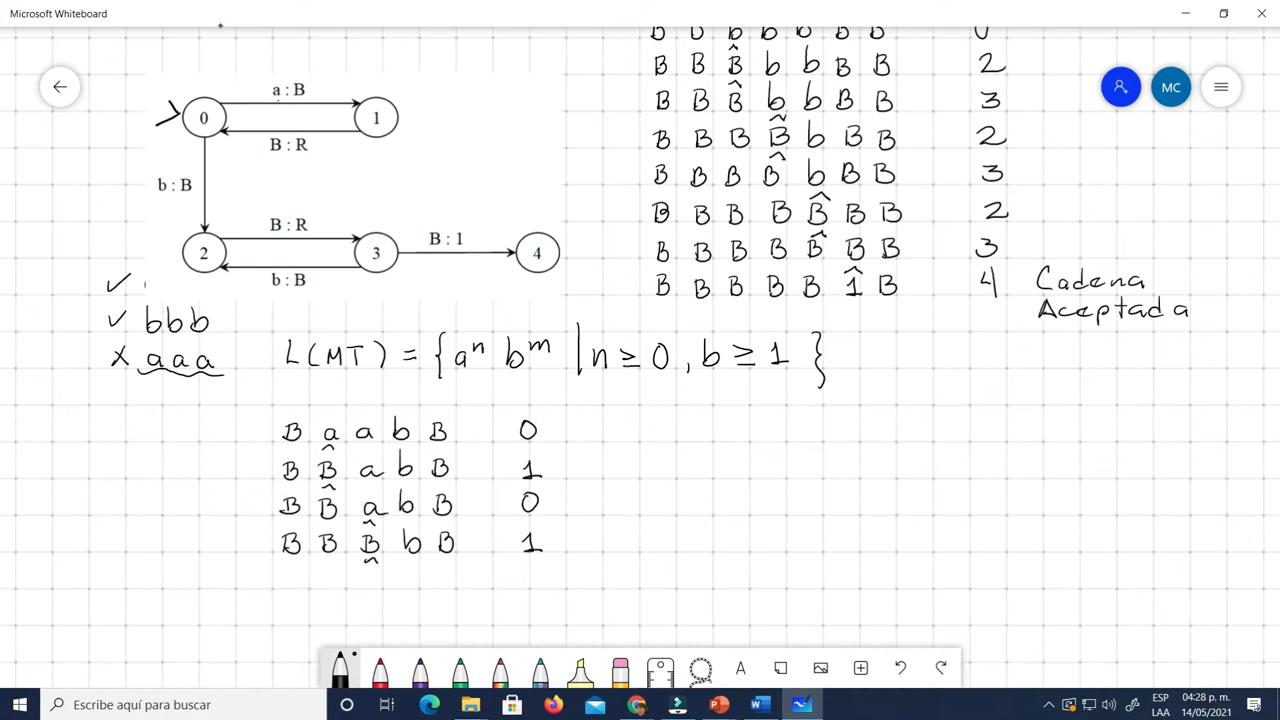 Microsoft Whiteboard
MC
a : B
0
1
B : R
b : B
B : R
2
3
B : 1
4
b : B
✓
✓ bbb
X aaa
B B B b b B B 2
B B B b b B B 3
B B B B b B B 2
B B B B b B B 3
B B B B B B B 2
B B B B B B B 3
B B B B B 1 B 4 Cadena
Aceptada
L(MT) = { aⁿ bᵐ | n ≥ 0, b ≥ 1 }
B a a b B 0
B B a b B 1
B B a b B 0
B B B b B 1
A
Escribe aquí para buscar
ESP
LAA
04:28 p. m.
14/05/2021